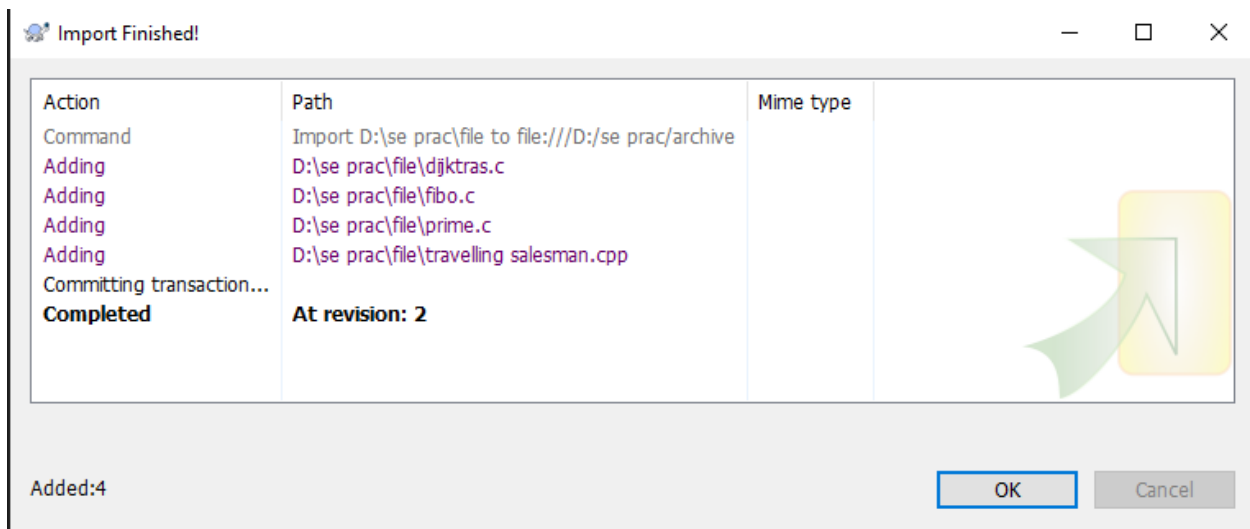 Import Finished!
Action Path Mime type
Command Import D:\se prac\file to file:///D:/se prac/archive
Adding D:\se prac\file\dijktras.c
Adding D:\se prac\file\fibo.c
Adding D:\se prac\file\prime.c
Adding D:\se prac\file\travelling salesman.cpp
Committing transaction...
Completed At revision: 2
Added:4
OK Cancel